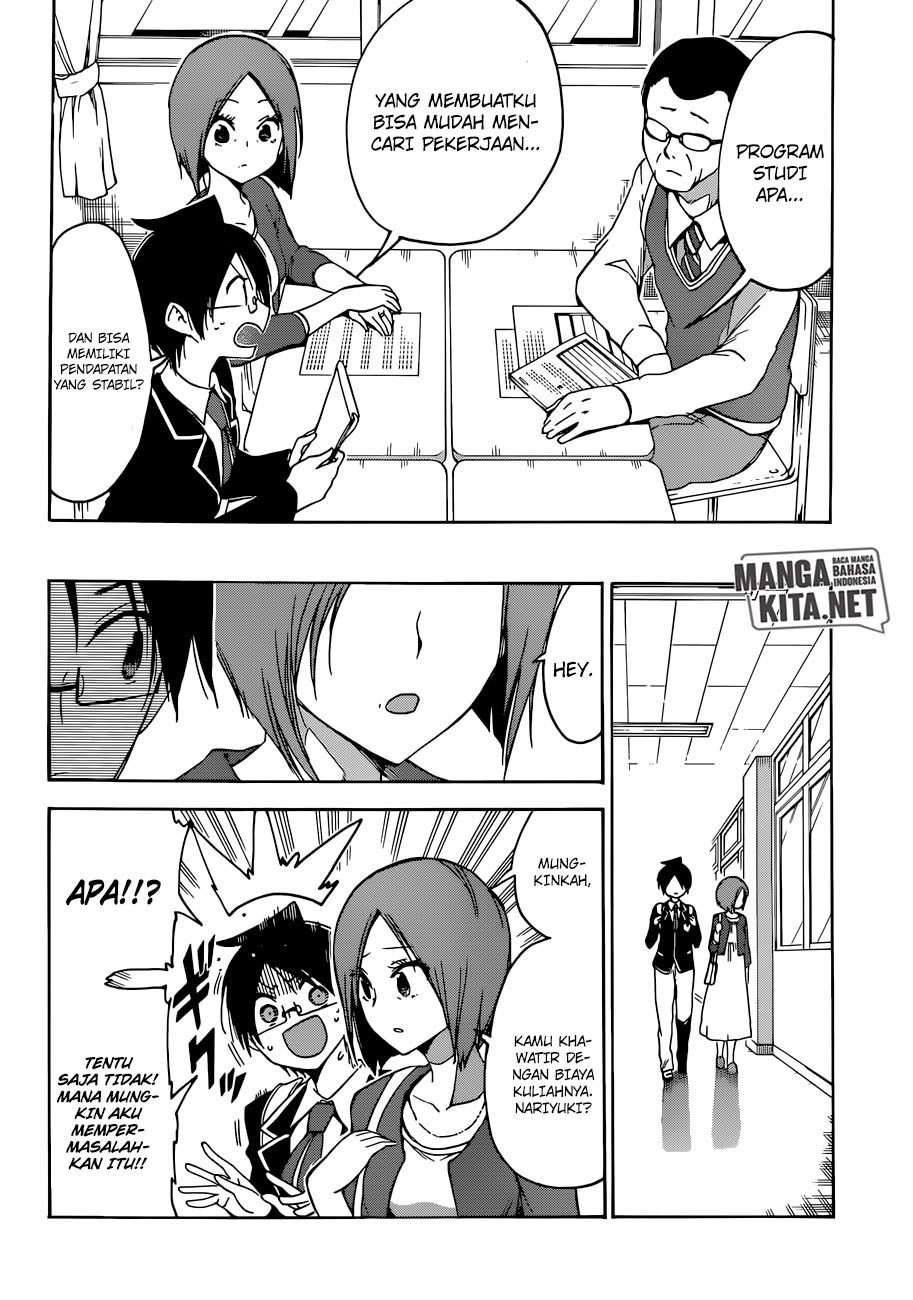 PROGRAM
STUDI
APA...
YANG MEMBUATKU
BISA MUDAH MEN-
CARI PEKERJAAN...
DAN BISA
MEMILIKI
PENDAPATAN
YANG STABIL?
MANGA
KITA.NET
BACA MANGA
BAHASA
INDONESIA
HEY.
MUNG-
KINKAH,
KAMU KHA-
WATIR DE-
NGAN BIAYA
KULIAHNYA.
NARIYUKI?
APA!!?
ギクッ
TENTU
SAJA TIDAK!
MANA MUNG-
KIN AKU
MEMPER-
MASALAH-
KAN ITU!!